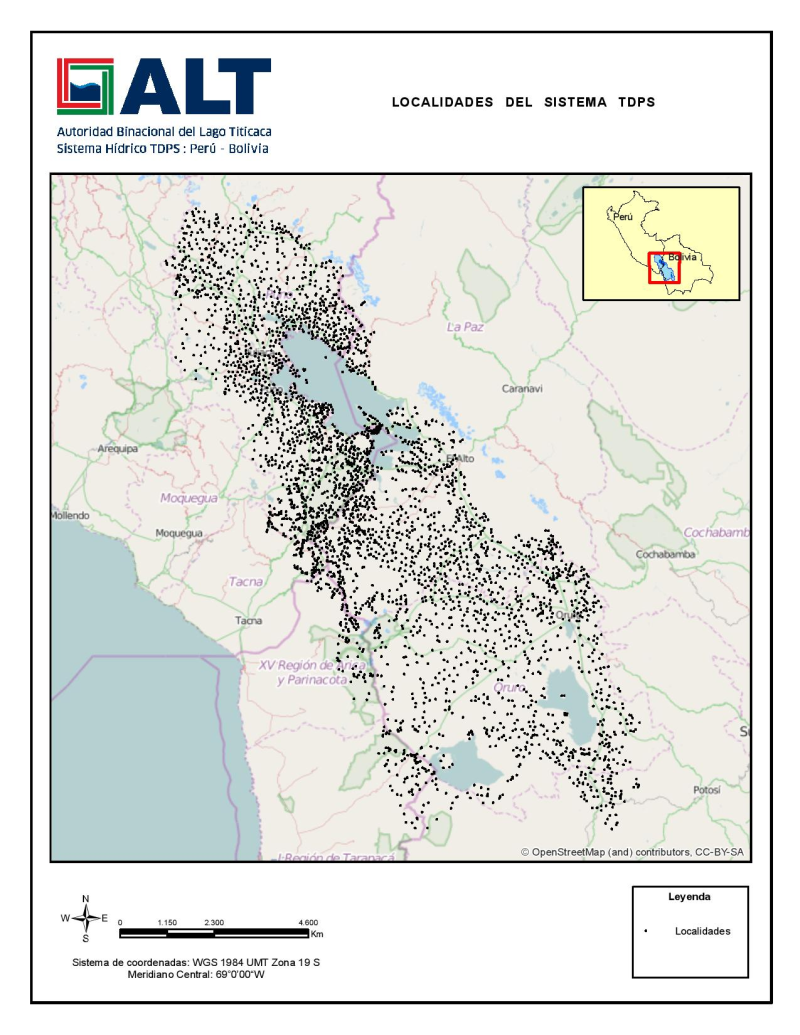 ALT
Autoridad Binacional del Lago Titicaca
Sistema Hídrico TDPS : Perú - Bolivia
LOCALIDADES DEL SISTEMA TDPS
Perú
Bolivia
La Paz
Caranavi
Arequipa
El Alto
Moquegua
Mollendo
Moquegua
Cochabamb
Cochabamba
Tacna
Tacna
Oruro
XV Región de Arica
y Parinacota
Oruro
Potosí
I Región de Tarapacá
© OpenStreetMap (and) contributors, CC-BY-SA
N
W E
S
0 1.150 2.300 4.600
Km
Sistema de coordenadas: WGS 1984 UMT Zona 19 S
Meridiano Central: 69°0'00"W
Leyenda
Localidades